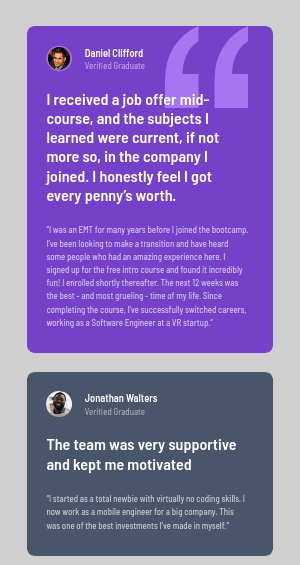 Daniel Clifford
Verified Graduate
I received a job offer mid-
course, and the subjects I
learned were current, if not
more so, in the company I
joined. I honestly feel I got
every penny’s worth.
“I was an EMT for many years before I joined the bootcamp.
I’ve been looking to make a transition and have heard
some people who had an amazing experience here. I
signed up for the free intro course and found it incredibly
fun! I enrolled shortly thereafter. The next 12 weeks was
the best - and most grueling - time of my life. Since
completing the course, I’ve successfully switched careers,
working as a Software Engineer at a VR startup.”
Jonathan Walters
Verified Graduate
The team was very supportive
and kept me motivated
“I started as a total newbie with virtually no coding skills. I
now work as a mobile engineer for a big company. This
was one of the best investments I’ve made in myself.”